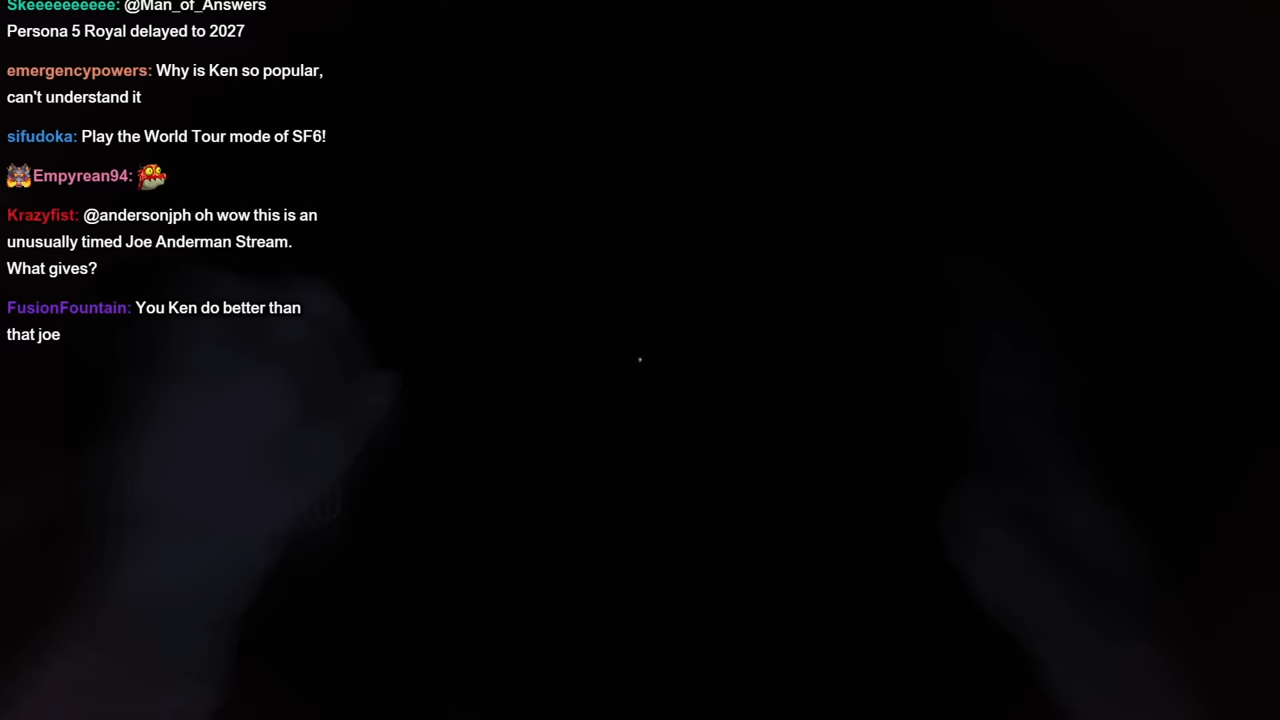 Skeeeeeeeeee: @Man_of_Answers
Persona 5 Royal delayed to 2027
emergencypowers: Why is Ken so popular,
can't understand it
sifudoka: Play the World Tour mode of SF6!
Empyrean94:
Krazyfist: @andersonjph oh wow this is an
unusually timed Joe Anderman Stream.
What gives?
FusionFountain: You Ken do better than
that joe